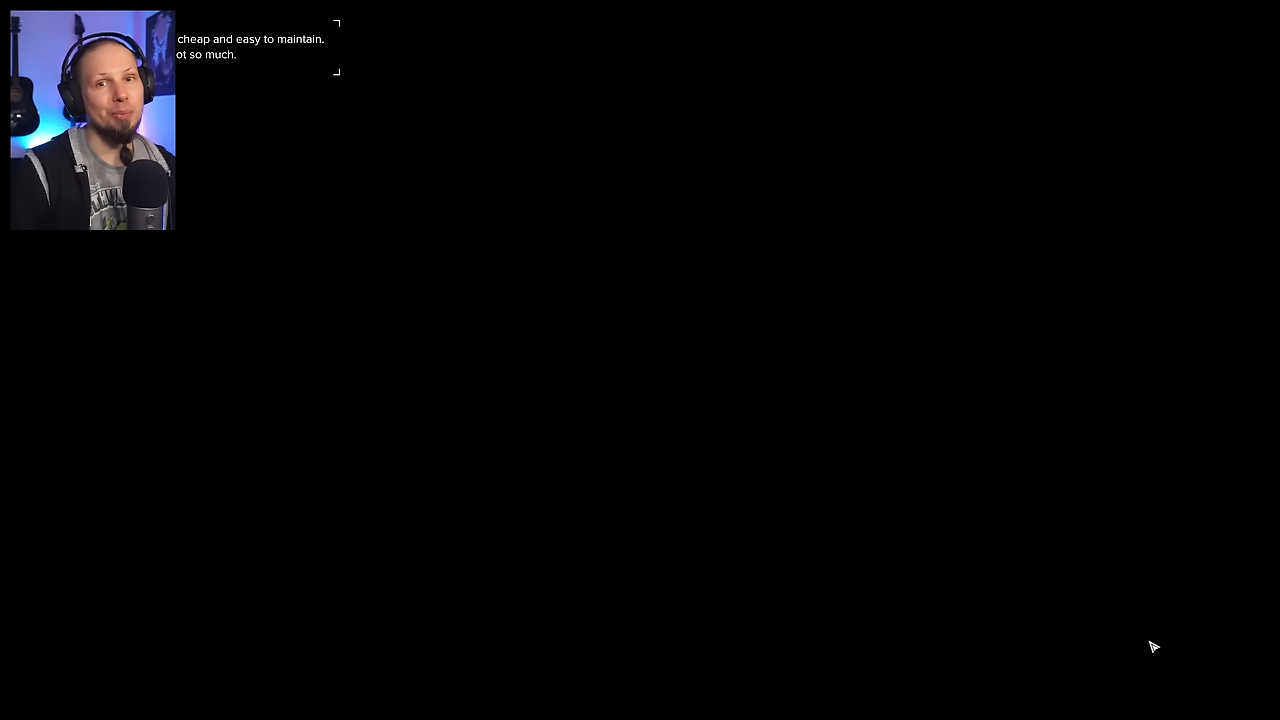 cheap and easy to maintain.
ot so much.